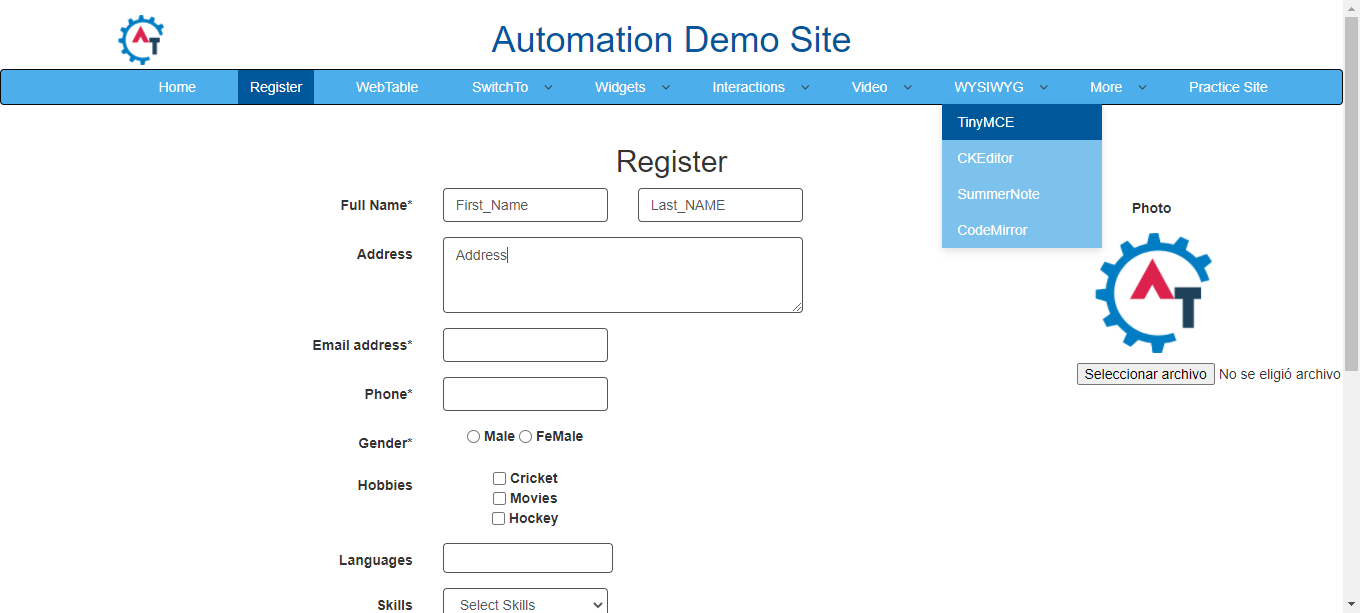 AT
Automation Demo Site
Home Register WebTable SwitchTo Widgets Interactions Video WYSIWYG More Practice Site
TinyMCE
CKEditor
SummerNote
CodeMirror
Register
Full Name* First_Name Last_NAME
Photo
AT
Address Address
Email address*
Seleccionar archivo No se eligió archivo
Phone*
Gender* Male FeMale
Hobbies Cricket
Movies
Hockey
Languages
Skills Select Skills